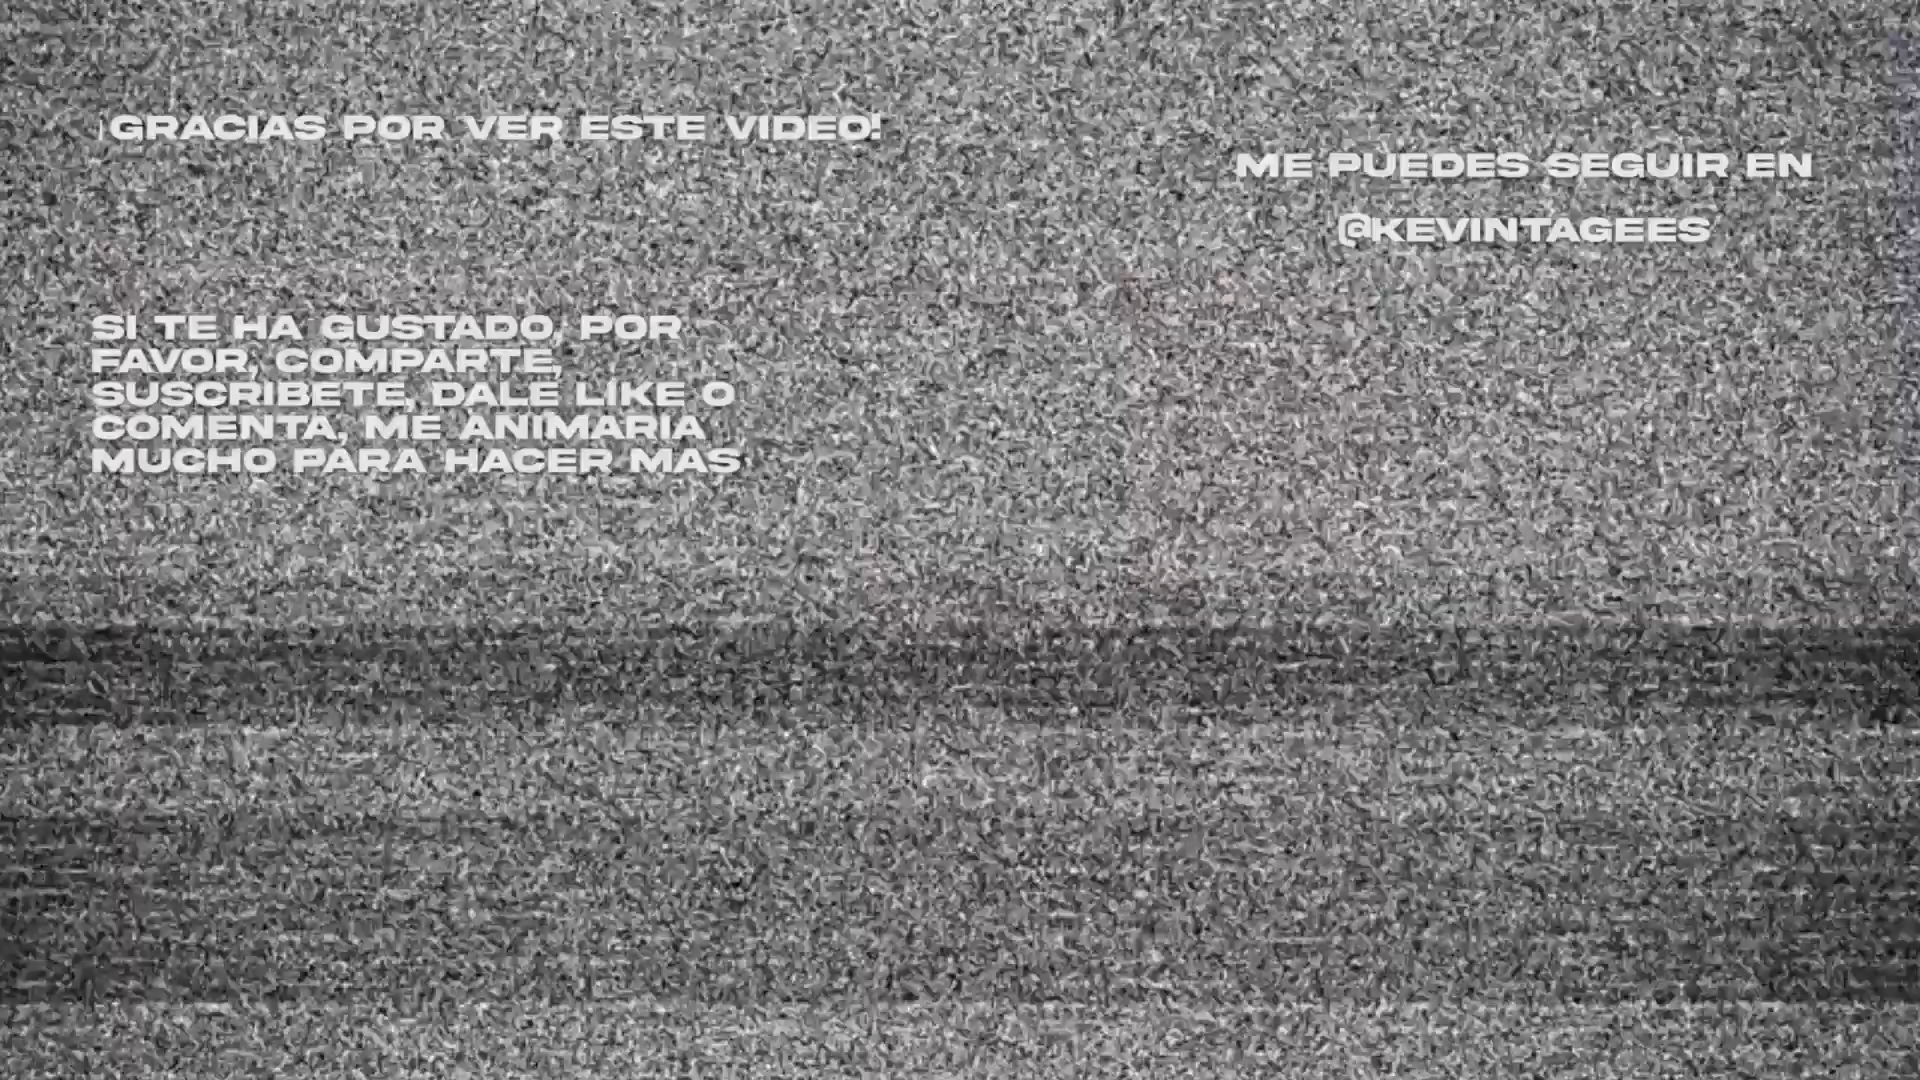 ¡GRACIAS POR VER ESTE VIDEO!
ME PUEDES SEGUIR EN
@KEVINTAGEES
SI TE HA GUSTADO, POR
FAVOR, COMPARTE,
SUSCRIBETE, DALE LIKE O
COMENTA, ME ANIMARIA
MUCHO PARA HACER MAS